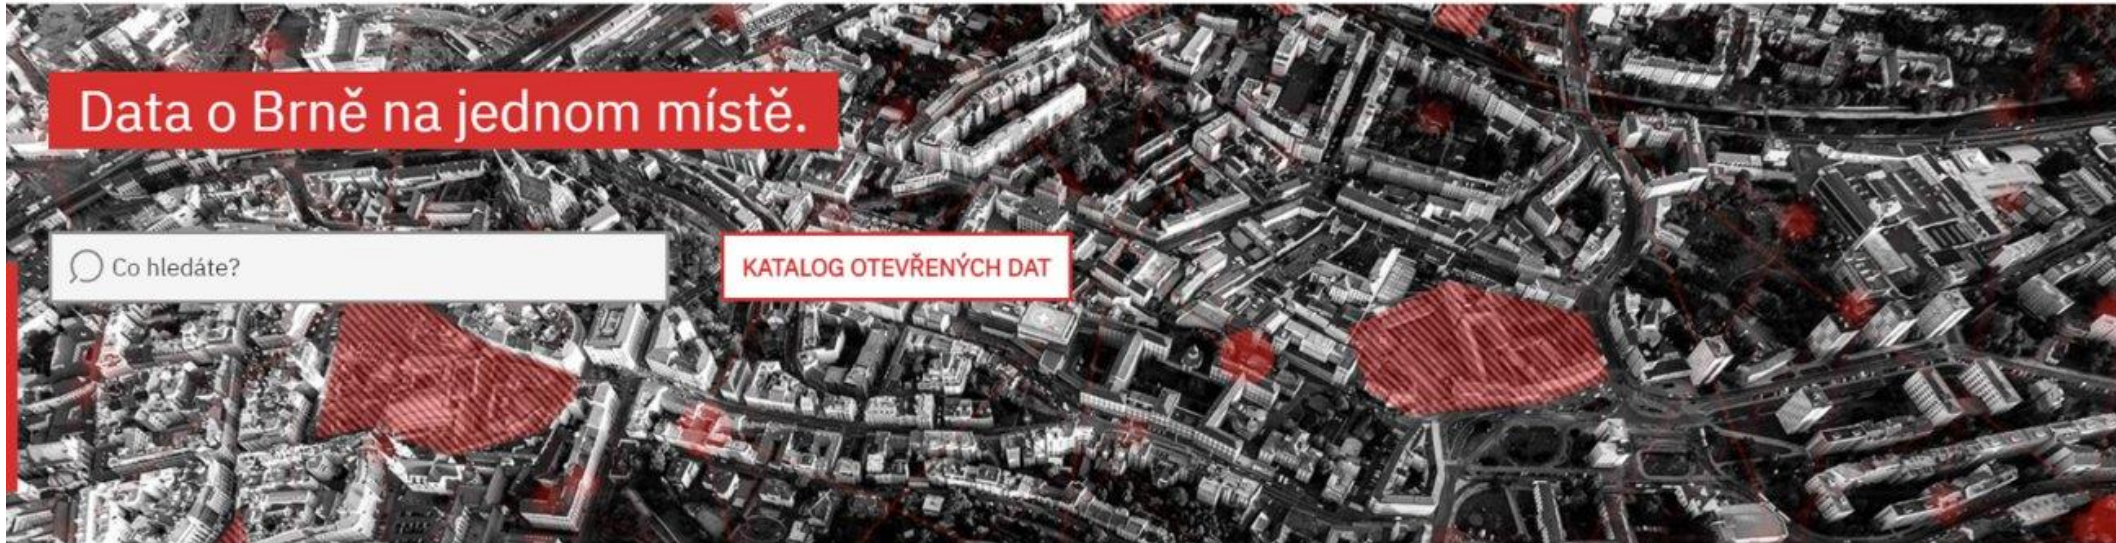 Data o Brně na jednom místě.
Co hledáte?
KATALOG OTEVŘENÝCH DAT